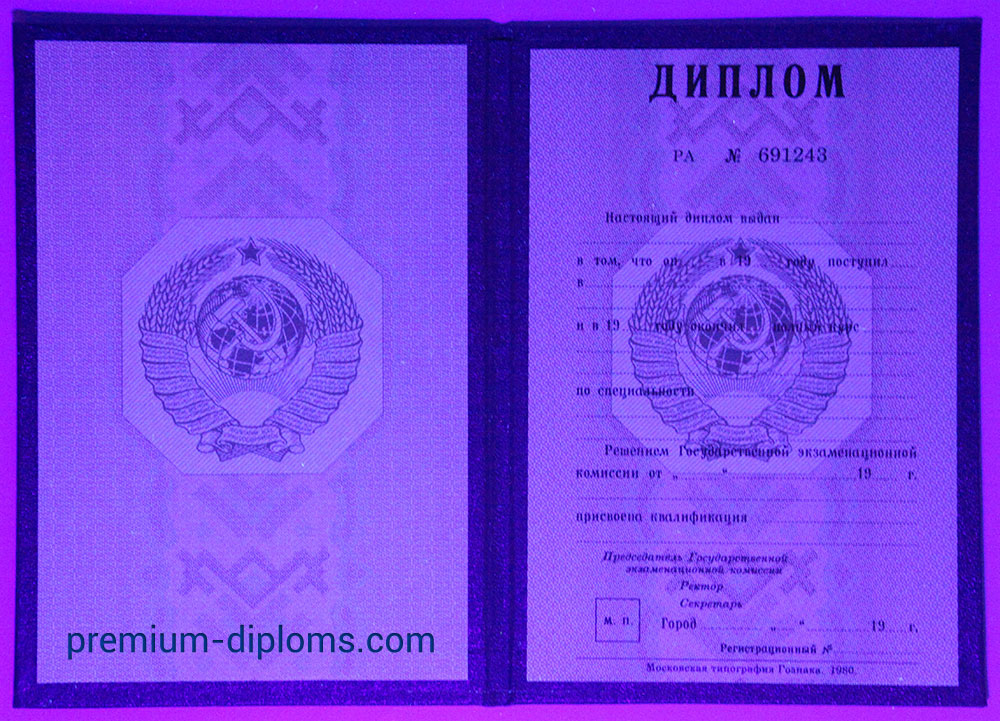 premium-diploms.com
ДИПЛОМ
РА № 691243
Настоящий диплом выдан
в том, что он в 19 году поступил
в
и в 19 году окончил полный курс
по специальности
Решением Государственной экзаменационной
комиссии от „ “ 19 г.
присвоена квалификация
Председатель Государственной
экзаменационной комиссии
Ректор
Секретарь
М. П. Город „ “ 19 г.
Регистрационный №
Московская типография Гознака. 1980.